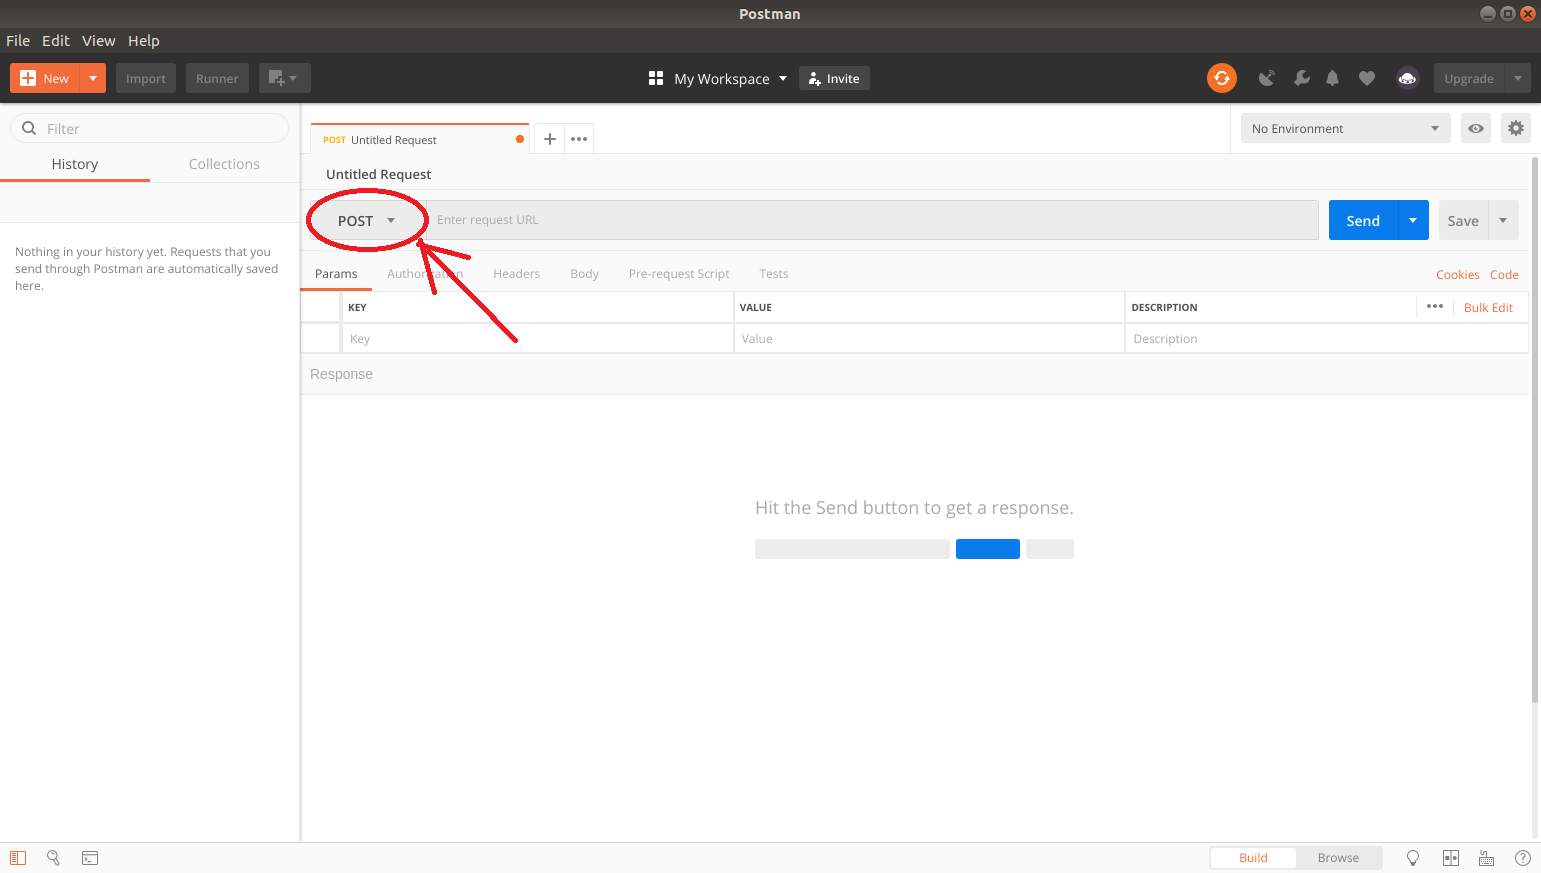 Postman
File Edit View Help
New Import Runner My Workspace Invite Upgrade
Filter
History Collections
Nothing in your history yet. Requests that you
send through Postman are automatically saved
here.
POST Untitled Request
No Environment
Untitled Request
POST Enter request URL Send Save
Params Authorization Headers Body Pre-request Script Tests Cookies Code
KEY VALUE DESCRIPTION Bulk Edit
Key Value Description
Response
Hit the Send button to get a response.
Build Browse